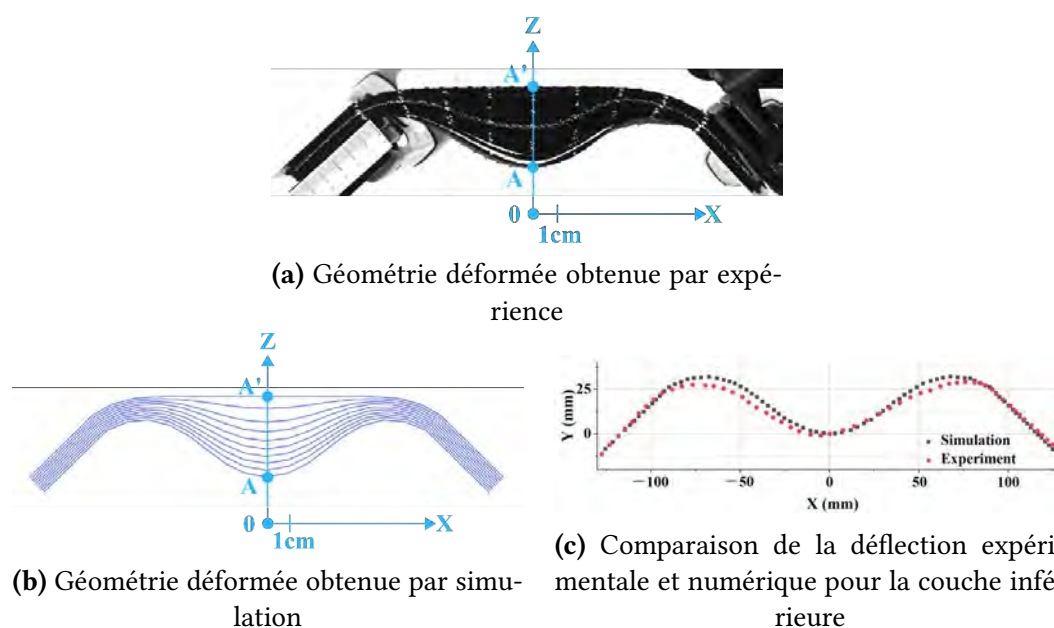 Z
A'
A
0
X
1cm
(a) Géométrie déformée obtenue par expé-
rience
Z
A'
A
0
X
1cm
(b) Géométrie déformée obtenue par simu-
lation
Y (mm)
25
0
Simulation
Experiment
−100 −50 0 50 100
X (mm)
(c) Comparaison de la déflection expéri
mentale et numérique pour la couche infé
rieure